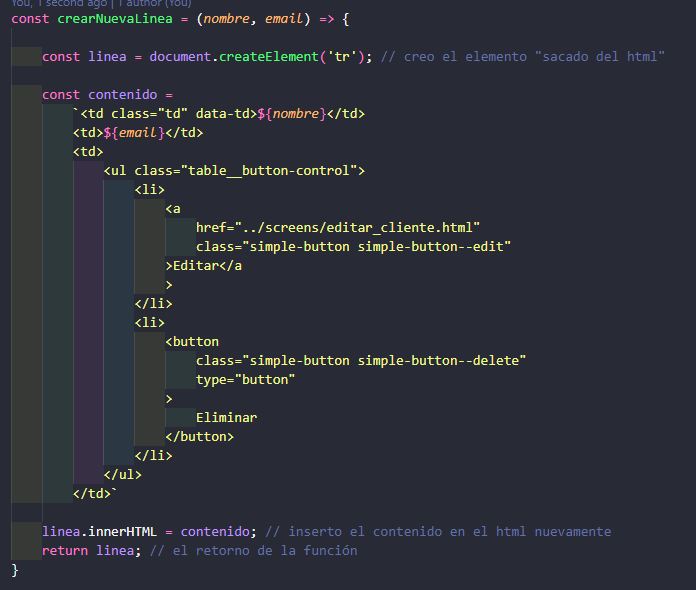 You, 1 second ago | 1 author (You)
const crearNuevaLinea = (nombre, email) => {
const linea = document.createElement('tr'); // creo el elemento "sacado del html"
const contenido =
`<td class="td" data-td>${nombre}</td>
<td>${email}</td>
<td>
<ul class="table__button-control">
<li>
<a
href="../screens/editar_cliente.html"
class="simple-button simple-button--edit"
>Editar</a
>
</li>
<li>
<button
class="simple-button simple-button--delete"
type="button"
>
Eliminar
</button>
</li>
</ul>
</td>`
linea.innerHTML = contenido; // inserto el contenido en el html nuevamente
return linea; // el retorno de la función
}